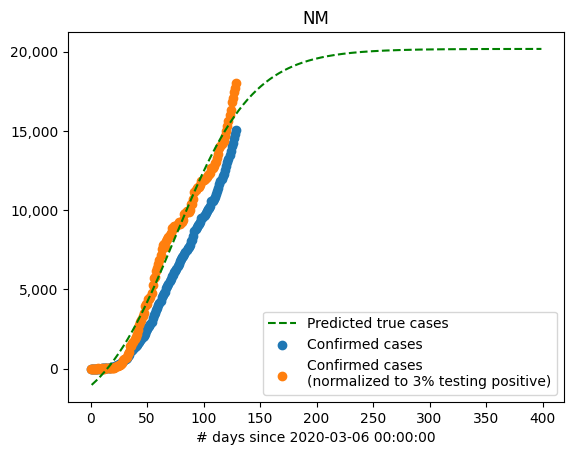 NM
20,000
15,000
10,000
5,000
0
Predicted true cases
Confirmed cases
Confirmed cases
(normalized to 3% testing positive)
0 50 100 150 200 250 300 350 400
# days since 2020-03-06 00:00:00